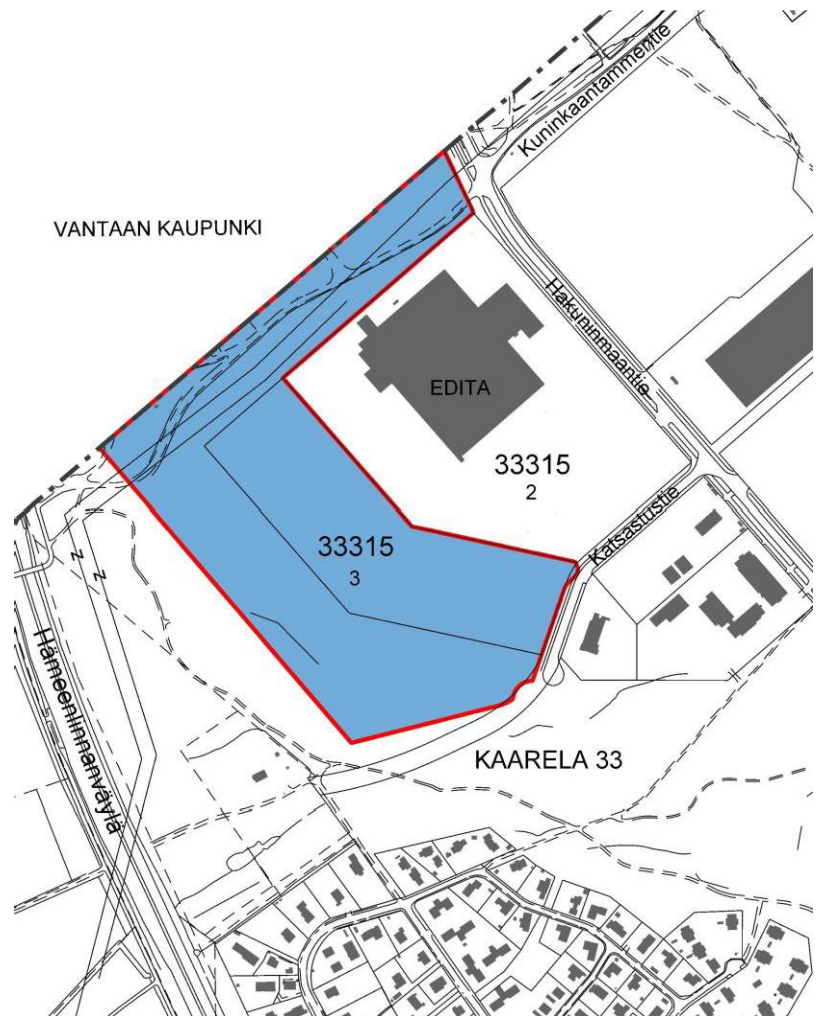 Kuninkaantammentie
VANTAAN KAUPUNKI
Hakuninmaantie
EDITA
33315
2
Katsastustie
33315
3
z
z
Hämeenlinnanväylä
KAARELA 33